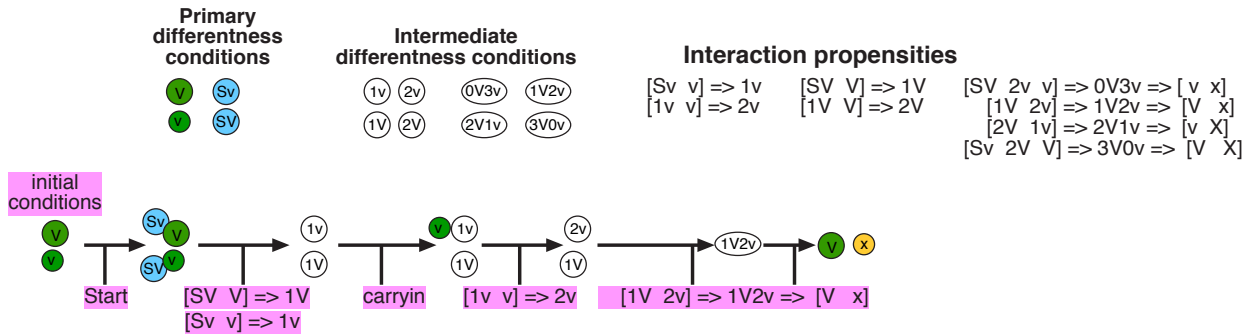 Primary
differentness
conditions
V Sv
v SV
Intermediate
differentness conditions
1v 2v 0V3v 1V2v
1V 2V 2V1v 3V0v
Interaction propensities
[Sv v] => 1v [SV V] => 1V [SV 2v v] => 0V3v => [ v x]
[1v v] => 2v [1V V] => 2V [1V 2v] => 1V2v => [V x]
[2V 1v] => 2V1v => [v X]
[Sv 2V V] => 3V0v => [V X]
initial
conditions
V v
Start
Sv V
SV v
[SV V] => 1V
[Sv v] => 1v
1v
1V
carryin
v 1v
1V
[1v v] => 2v
2v
1V
[1V 2v] => 1V2v => [V x]
1V2v
V x